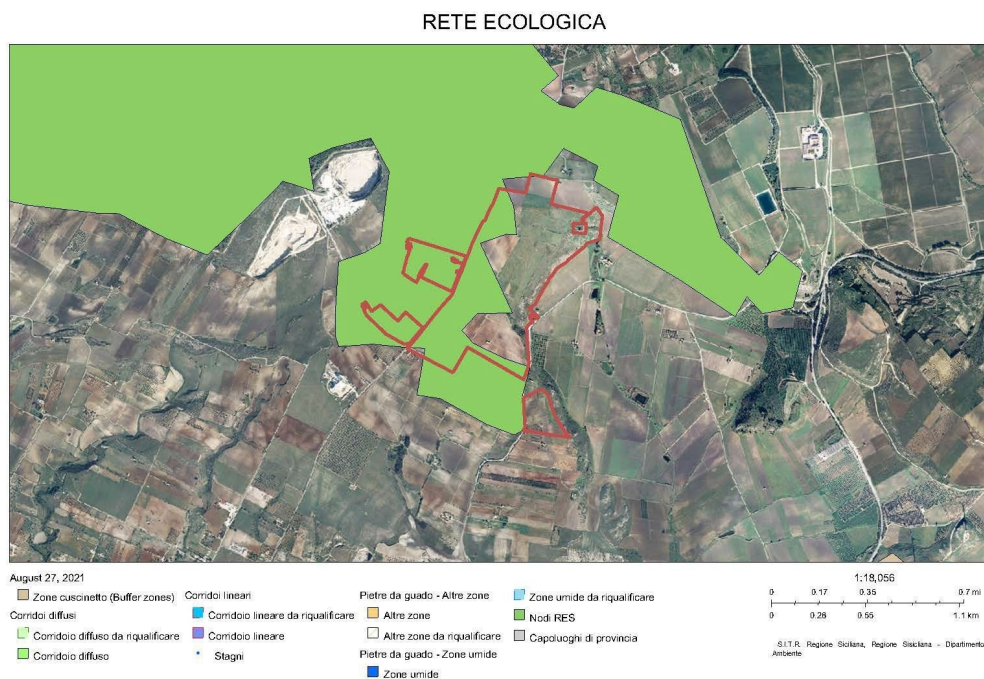 RETE ECOLOGICA
August 27, 2021
Zone cuscinetto (Buffer zones)
Corridoi diffusi
Corridoio diffuso da riqualificare
Corridoio diffuso
Corridoi lineari
Corridoio lineare da riqualificare
Corridoio lineare
Stagni
Pietre da guado - Altre zone
Altre zone
Altre zone da riqualificare
Pietre da guado - Zone umide
Zone umide
Zone umide da riqualificare
Nodi RES
Capoluoghi di provincia
1:18,056
0 0.17 0.35 0.7 mi
0 0.26 0.55 1.1 km
S.I.T.R. Regione Siciliana, Regione Sisiciliana - Dipartimento
Ambiente